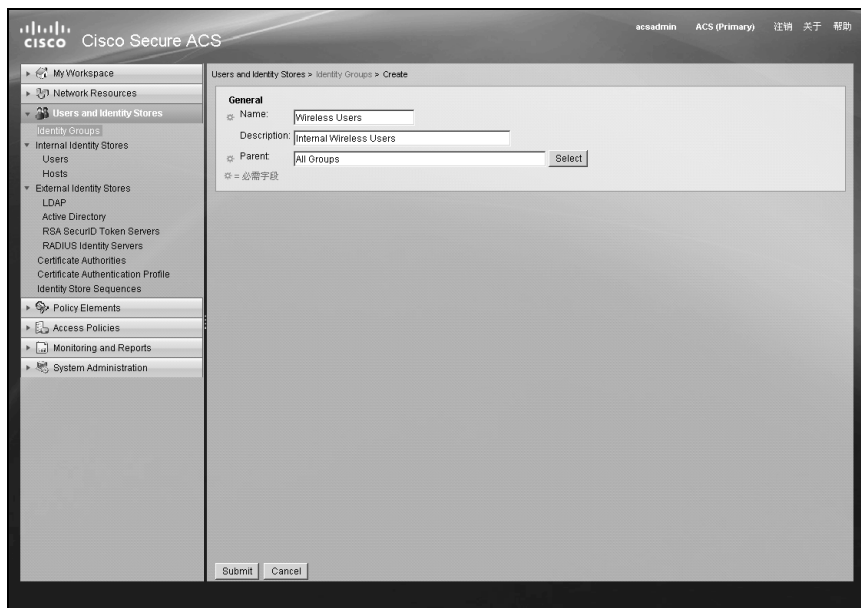 CISCO Cisco Secure ACS
acsadmin ACS (Primary) 注销 关于 帮助
My Workspace
Network Resources
Users and Identity Stores
Identity Groups
Internal Identity Stores
Users
Hosts
External Identity Stores
LDAP
Active Directory
RSA SecurID Token Servers
RADIUS Identity Servers
Certificate Authorities
Certificate Authentication Profile
Identity Store Sequences
Policy Elements
Access Policies
Monitoring and Reports
System Administration
Users and Identity Stores > Identity Groups > Create
General
Name: Wireless Users
Description: Internal Wireless Users
Parent: All Groups Select
= 必需字段
Submit Cancel